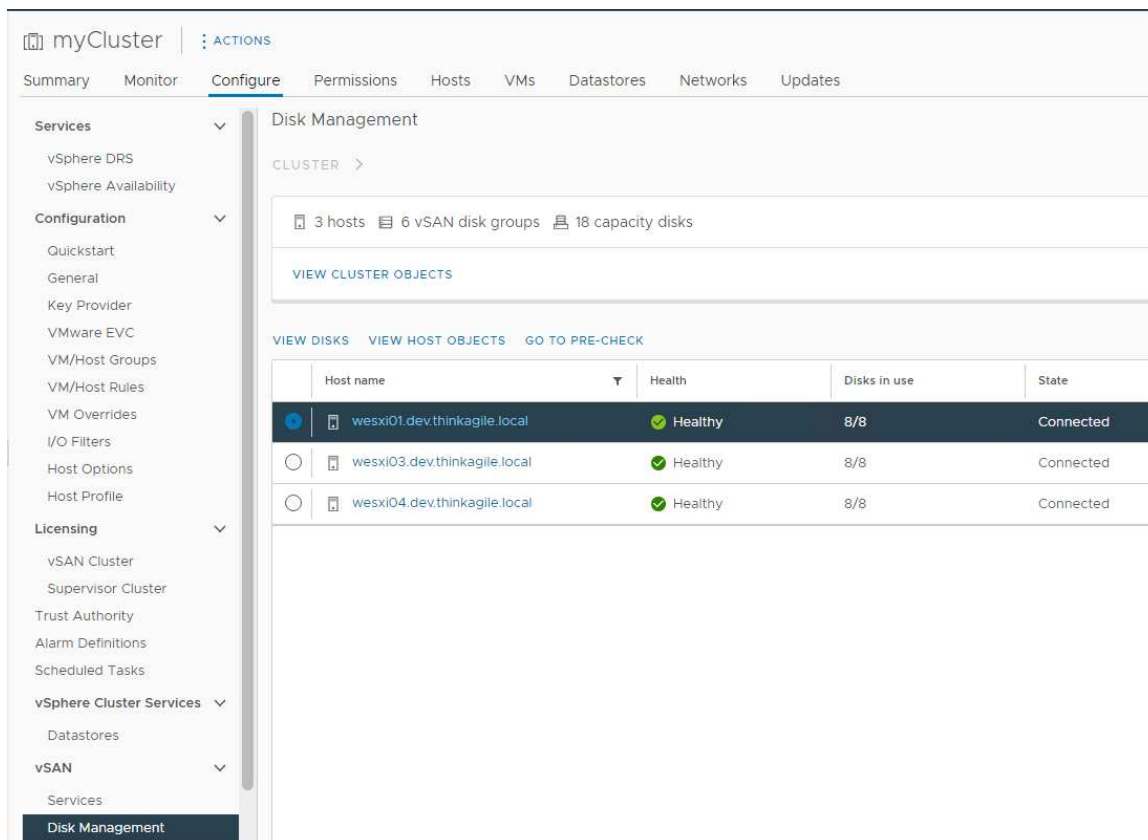 myCluster
ACTIONS
Summary Monitor Configure Permissions Hosts VMs Datastores Networks Updates
Services
vSphere DRS
vSphere Availability
Configuration
Quickstart
General
Key Provider
VMware EVC
VM/Host Groups
VM/Host Rules
VM Overrides
I/O Filters
Host Options
Host Profile
Licensing
vSAN Cluster
Supervisor Cluster
Trust Authority
Alarm Definitions
Scheduled Tasks
vSphere Cluster Services
Datastores
vSAN
Services
Disk Management
Disk Management
CLUSTER >
3 hosts 6 vSAN disk groups 18 capacity disks
VIEW CLUSTER OBJECTS
VIEW DISKS VIEW HOST OBJECTS GO TO PRE-CHECK
Host name Health Disks in use State
wesxi01.dev.thinkagile.local Healthy 8/8 Connected
wesxi03.dev.thinkagile.local Healthy 8/8 Connected
wesxi04.dev.thinkagile.local Healthy 8/8 Connected